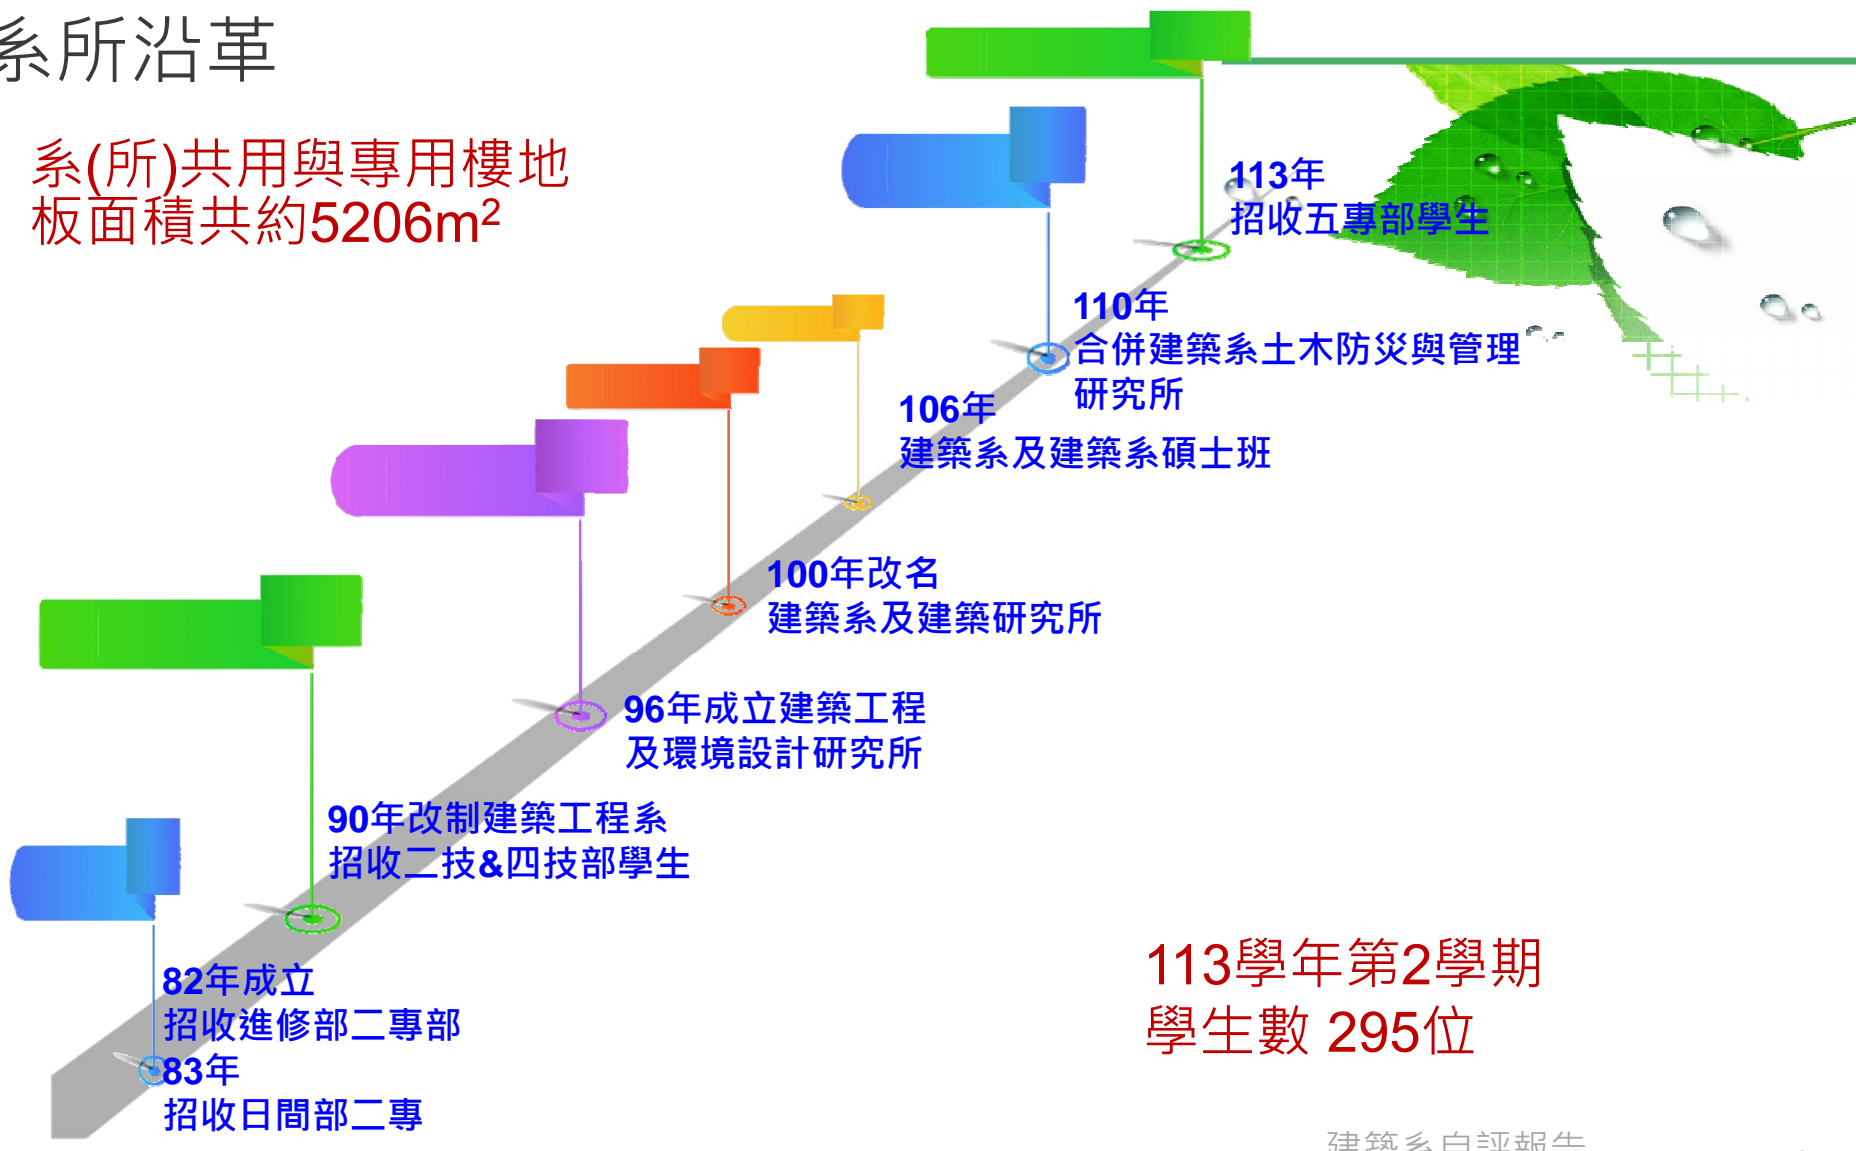 系所沿革
系(所)共用與專用樓地
板面積共約5206m²
113年
招收五專部學生
110年
合併建築系土木防災與管理
研究所
106年
建築系及建築系碩士班
100年改名
建築系及建築研究所
96年成立建築工程
及環境設計研究所
90年改制建築工程系
招收二技&四技部學生
82年成立
招收進修部二專部
83年
招收日間部二專
113學年第2學期
學生數 295位
建築系自評報告